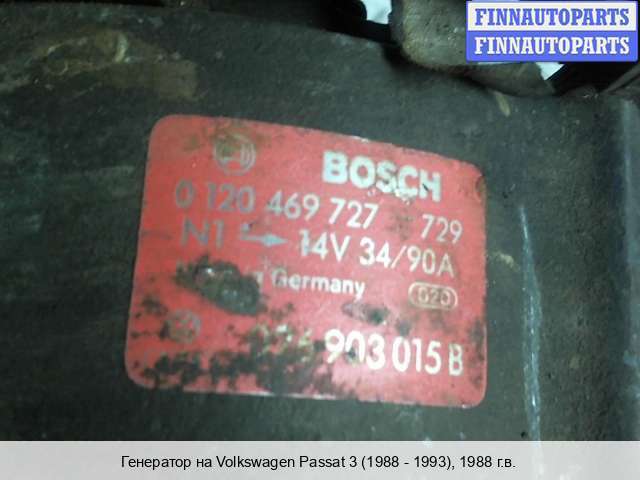 FINNAUTOPARTS
FINNAUTOPARTS
BOSCH
0 120 469 727 729
N1 14V 34/90A
Germany 020
903 015 B
Генератор на Volkswagen Passat 3 (1988 - 1993), 1988 г.в.